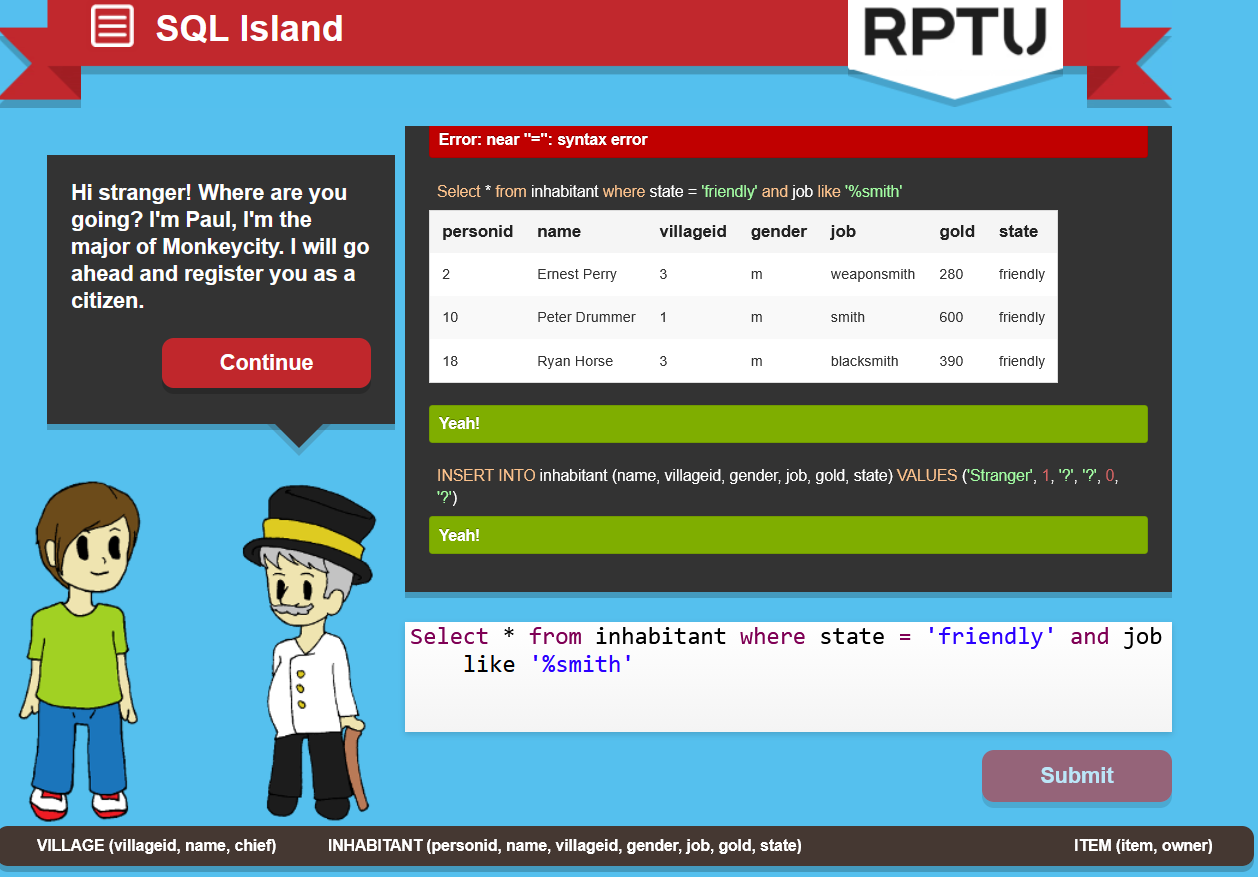 SQL Island
RPTU
Hi stranger! Where are you
going? I'm Paul, I'm the
major of Monkeycity. I will go
ahead and register you as a
citizen.
Continue
Error: near "=": syntax error
Select * from inhabitant where state = 'friendly' and job like '%smith'
personid name villageid gender job gold state
2 Ernest Perry 3 m weaponsmith 280 friendly
10 Peter Drummer 1 m smith 600 friendly
18 Ryan Horse 3 m blacksmith 390 friendly
Yeah!
INSERT INTO inhabitant (name, villageid, gender, job, gold, state) VALUES ('Stranger', 1, '?', '?', 0,
'?')
Yeah!
Select * from inhabitant where state = 'friendly' and job
like '%smith'
Submit
VILLAGE (villageid, name, chief) INHABITANT (personid, name, villageid, gender, job, gold, state) ITEM (item, owner)